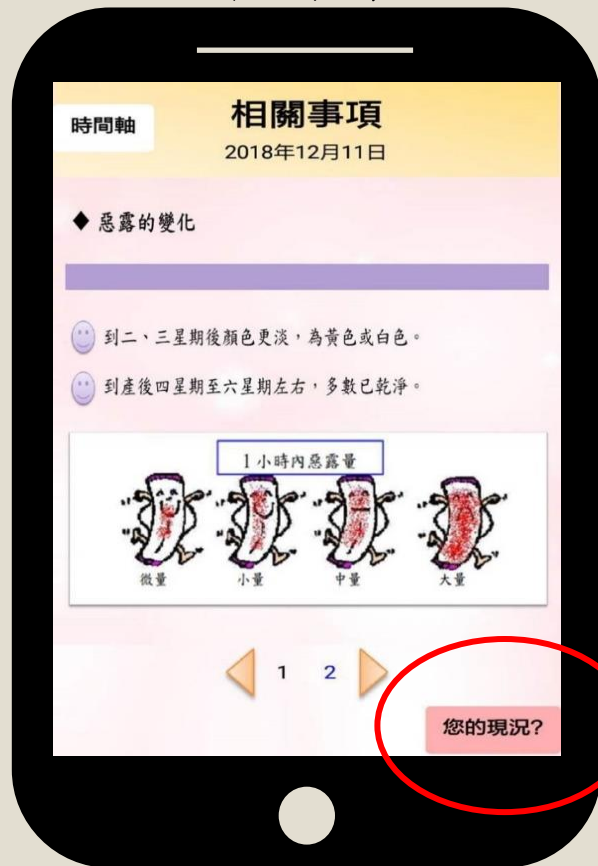 時間軸
相關事項
2018年12月11日
◆ 惡露的變化
到二、三星期後顏色更淡，為黃色或白色。
到產後四星期至六星期左右，多數已乾淨。
1小時內惡露量
微量 小量 中量 大量
1 2
您的現況?